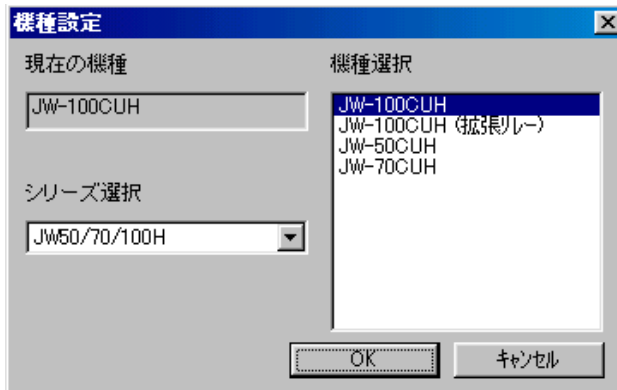 機種設定
現在の機種
JW-100CUH
シリーズ選択
JW50/70/100H
機種選択
JW-100CUH
JW-100CUH (拡張ﾘﾚｰ)
JW-50CUH
JW-70CUH
OK
ｷｬﾝｾﾙ